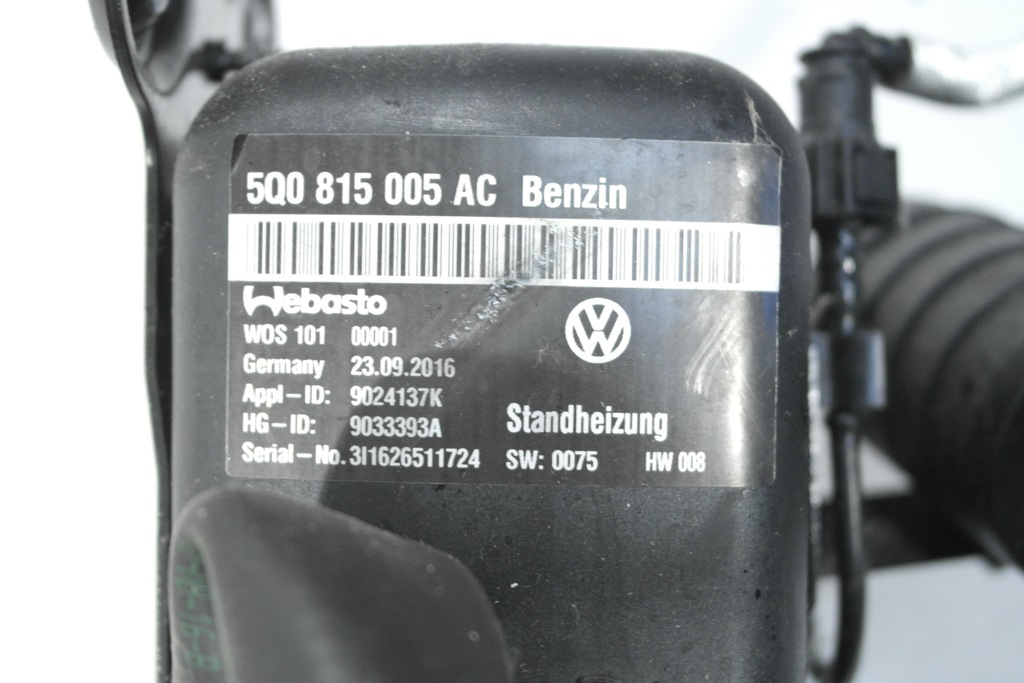 5Q0 815 005 AC Benzin
Webasto
WOS 101 00001
Germany 23.09.2016
Appl-ID: 9024137K
HG-ID: 9033393A
Serial-No. 3I1626511724
Standheizung
SW: 0075 HW 008